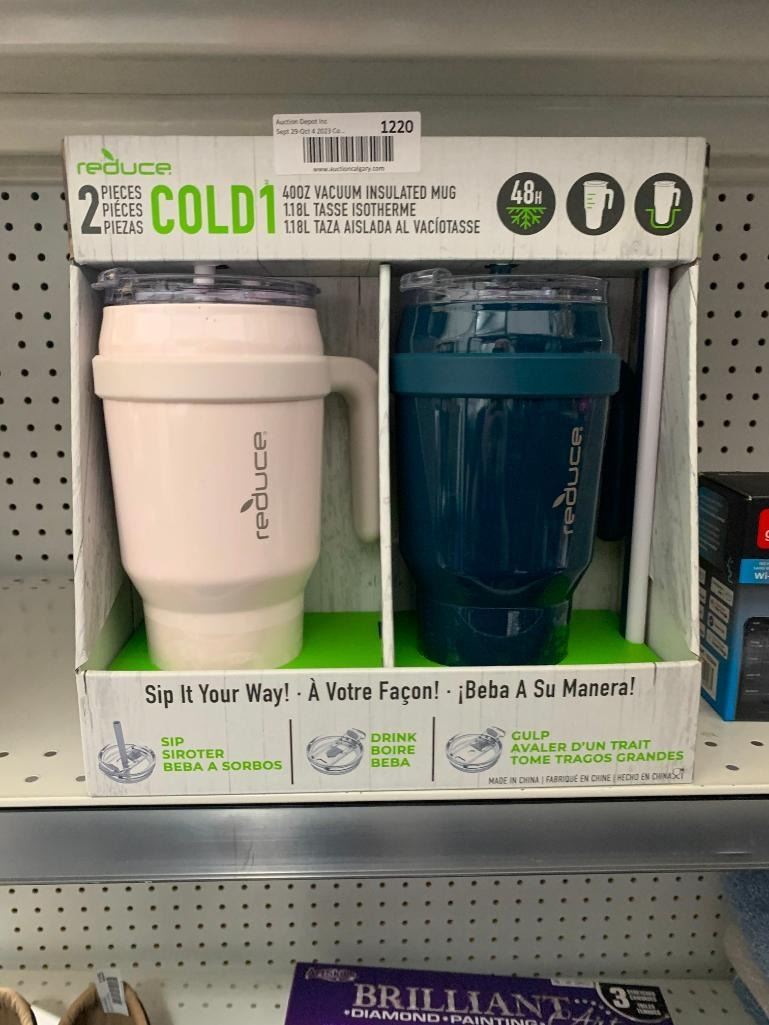 Auction Depot Inc
Sept 29-Oct 4 2023 Co...
1220
www.auctioncalgary.com
reduce
2 PIECES
PIÉCES
PIEZAS
COLD1
40OZ VACUUM INSULATED MUG
1.18L TASSE ISOTHERME
1.18L TAZA AISLADA AL VACÍOTASSE
48H
reduce
reduce
Sip It Your Way! · À Votre Façon! · ¡Beba A Su Manera!
SIP
SIROTER
BEBA A SORBOS
DRINK
BOIRE
BEBA
GULP
AVALER D'UN TRAIT
TOME TRAGOS GRANDES
MADE IN CHINA | FABRIQUÉ EN CHINE | HECHO EN CHINA
BRILLIANT
•DIAMOND•PAINTING
3